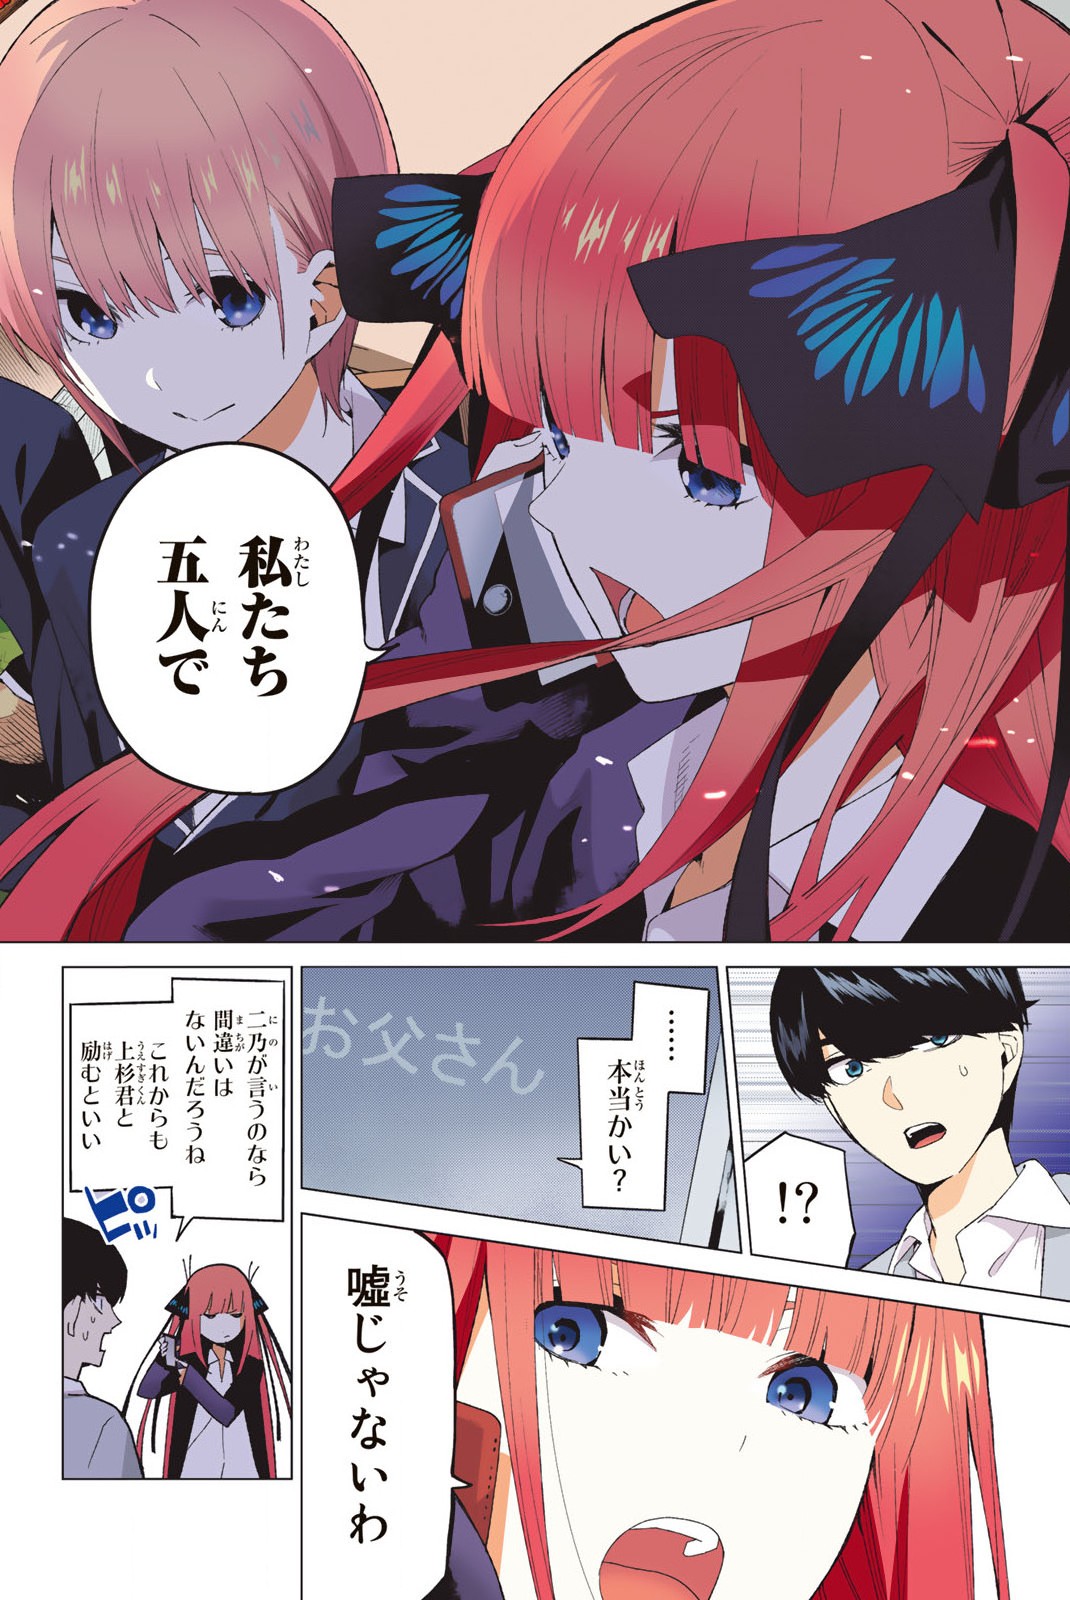 私たち
五人で
!?
お父さん
……
本当かい？
嘘じゃないわ
二乃が言うのなら
間違いは
ないんだろうね
これからも
上杉君と
励むといい
ピッ